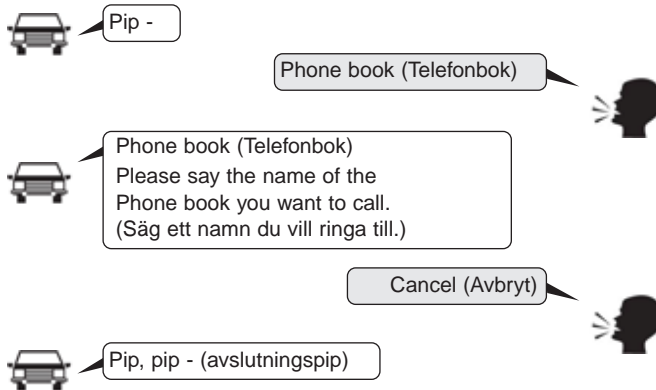 Pip -
Phone book (Telefonbok)
Phone book (Telefonbok)
Please say the name of the
Phone book you want to call.
(Säg ett namn du vill ringa till.)
Cancel (Avbryt)
Pip, pip - (avslutningspip)